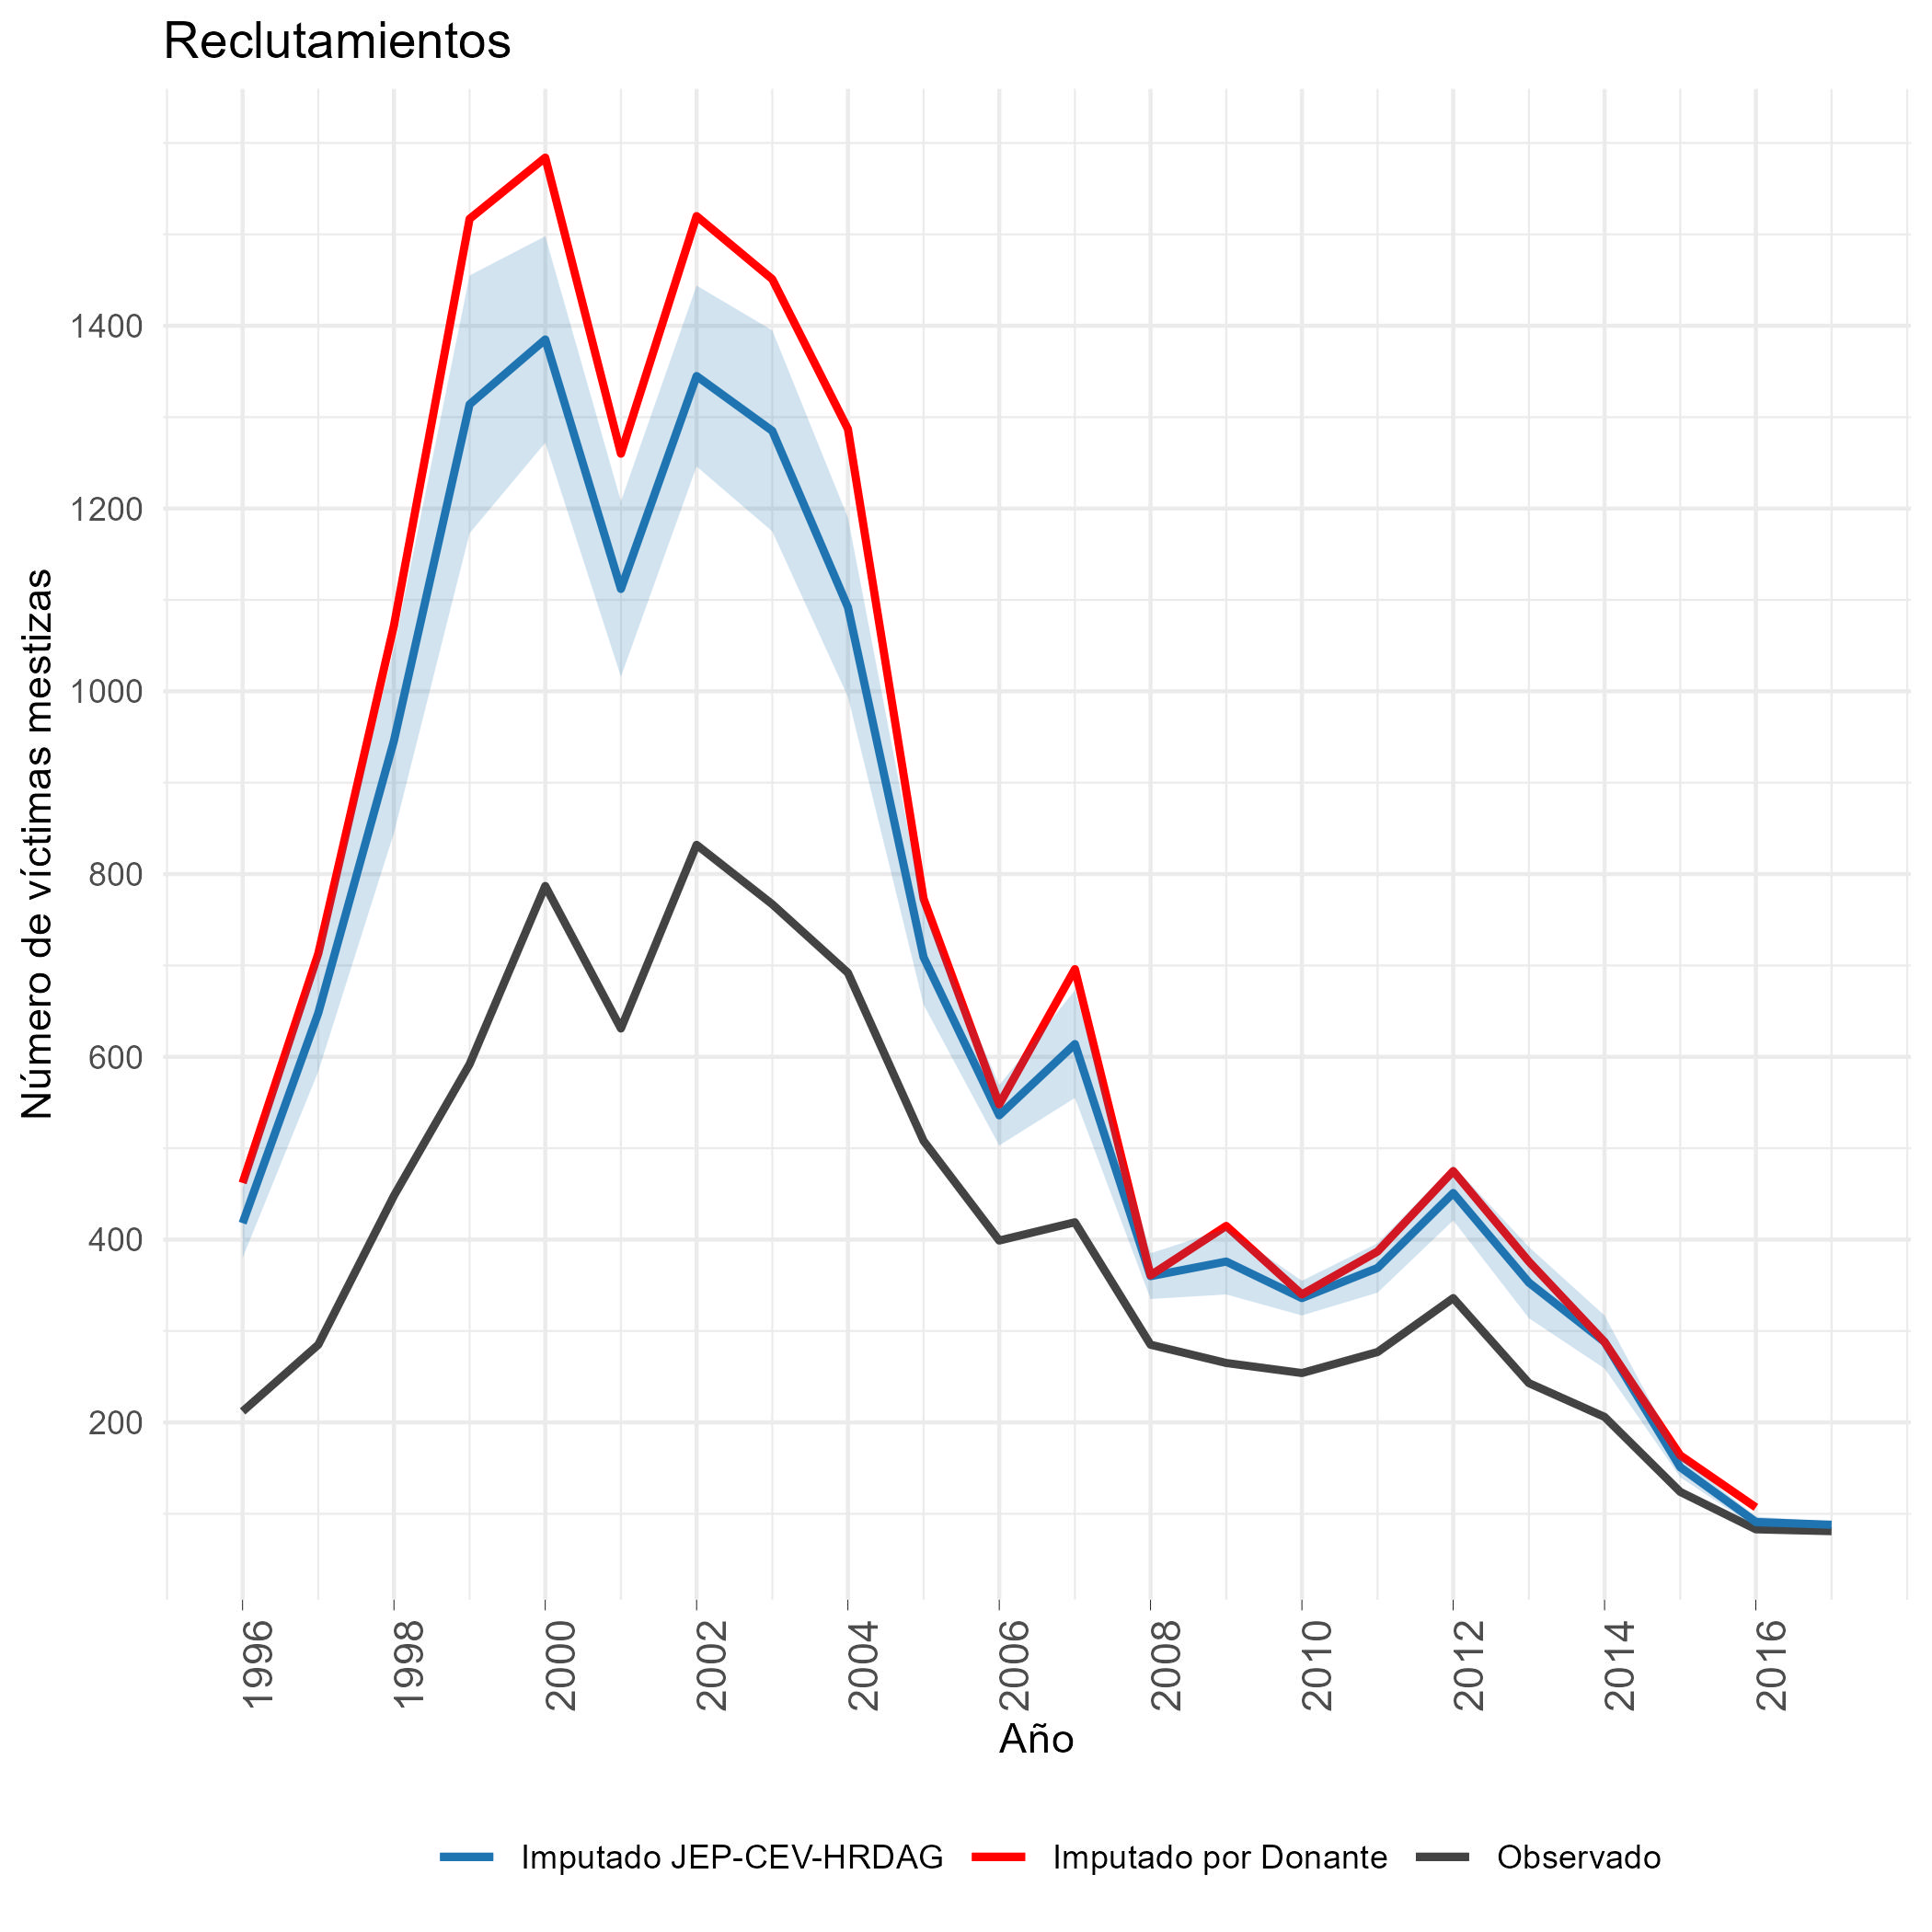 Reclutamientos
Número de víctimas mestizas
1400
1200
1000
800
600
400
200
1996 1998 2000 2002 2004 2006 2008 2010 2012 2014 2016
Año
Imputado JEP-CEV-HRDAG Imputado por Donante Observado